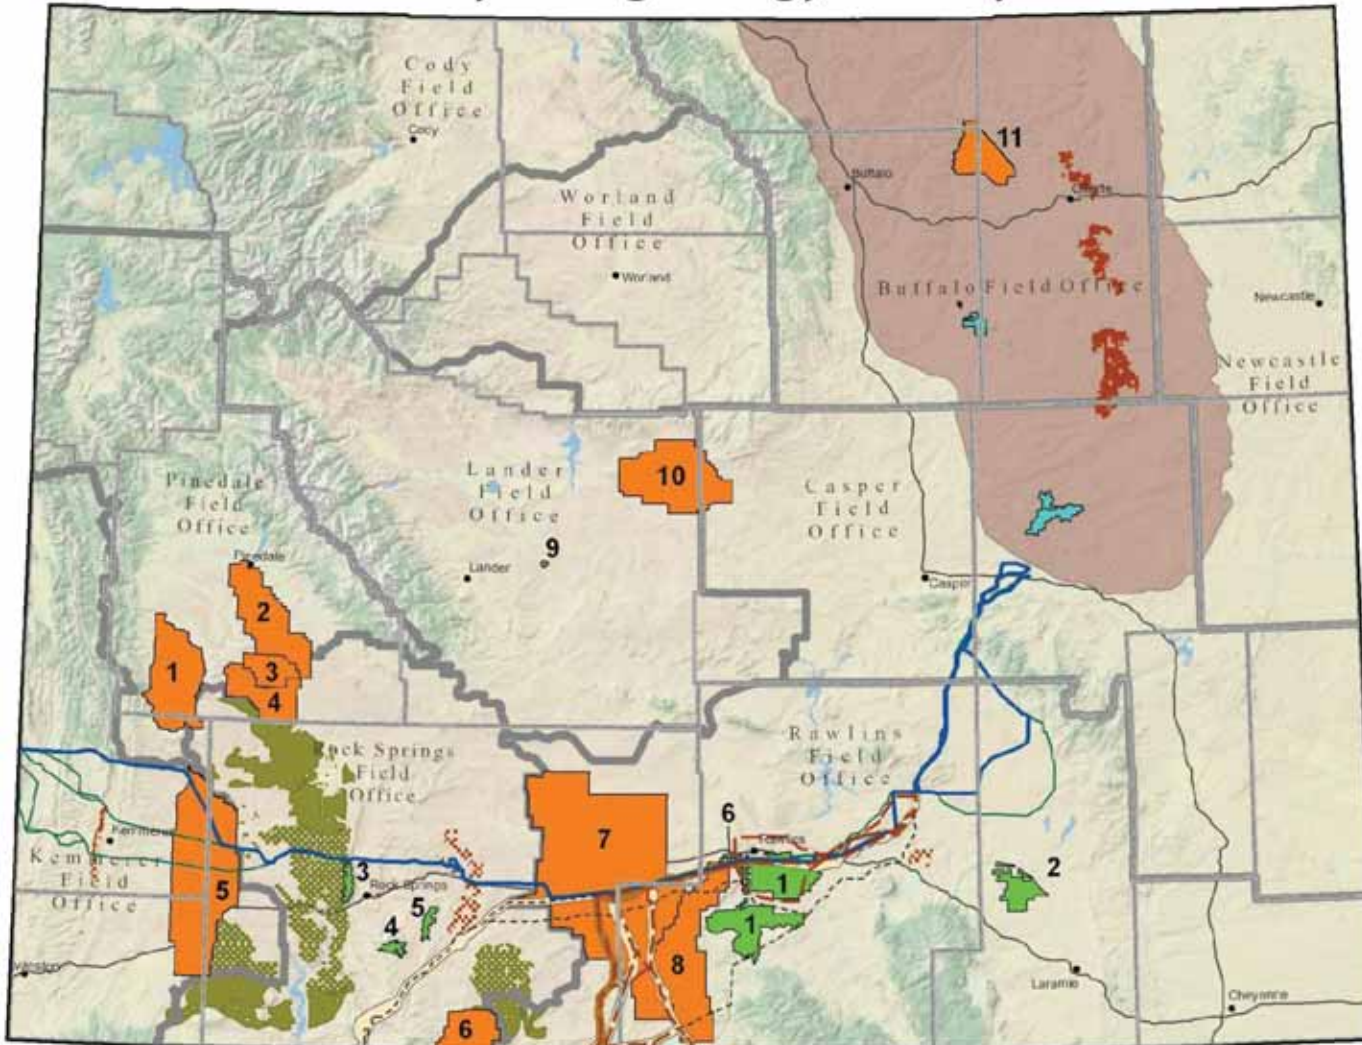 Cody
Field
Office
Cody
11
Buffalo
Gillette
Worland
Field
Office
Worland
Buffalo Field Office
Newcastle
Newcastle
Field
Office
10
Lander
Field
Office
Casper
Field
Office
Pinedale
Field
Office
Pinedale
9
Lander
Casper
2
1
3
4
Rock Springs
Field
Office
Rawlins
Field
Office
7
6
Kemmerer
Kemmerer
Field
Office
5
3
Rock Springs
1
2
5
4
1
8
Laramie
Cheyenne
6